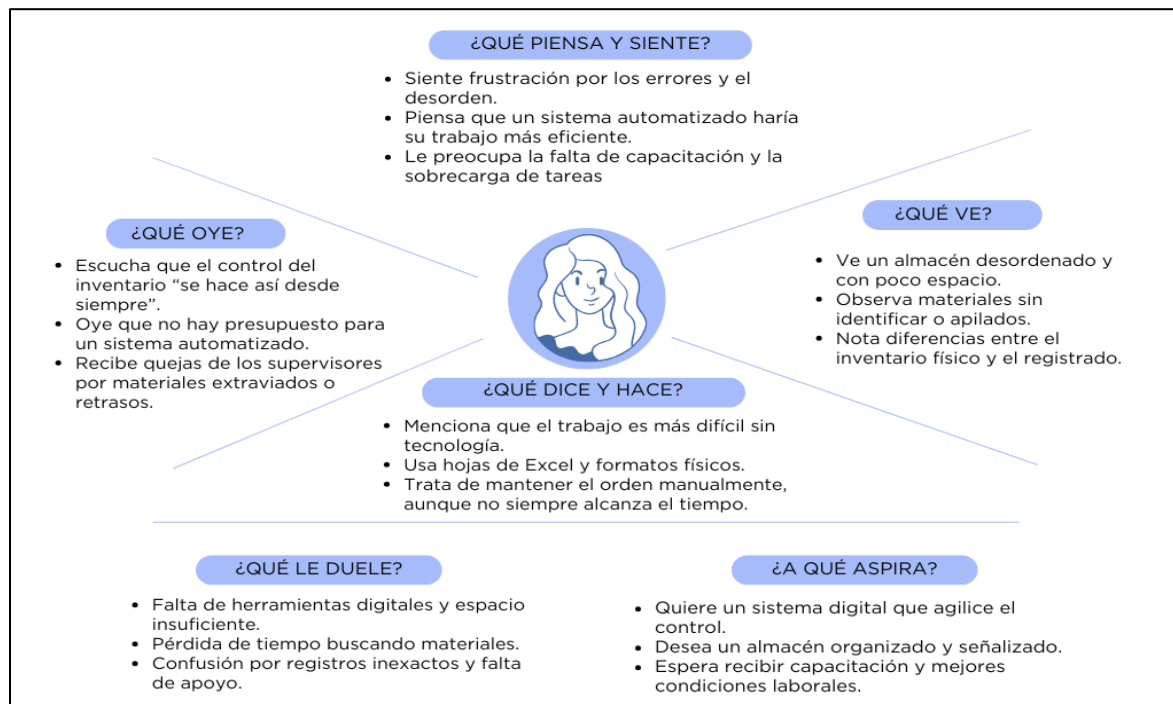 ¿QUÉ PIENSA Y SIENTE?
• Siente frustración por los errores y el
desorden.
• Piensa que un sistema automatizado haría
su trabajo más eficiente.
• Le preocupa la falta de capacitación y la
sobrecarga de tareas
¿QUÉ OYE?
• Escucha que el control del
inventario “se hace así desde
siempre”.
• Oye que no hay presupuesto para
un sistema automatizado.
• Recibe quejas de los supervisores
por materiales extraviados o
retrasos.
¿QUÉ VE?
• Ve un almacén desordenado y
con poco espacio.
• Observa materiales sin
identificar o apilados.
• Nota diferencias entre el
inventario físico y el registrado.
¿QUÉ DICE Y HACE?
• Menciona que el trabajo es más difícil sin
tecnología.
• Usa hojas de Excel y formatos físicos.
• Trata de mantener el orden manualmente,
aunque no siempre alcanza el tiempo.
¿QUÉ LE DUELE?
• Falta de herramientas digitales y espacio
insuficiente.
• Pérdida de tiempo buscando materiales.
• Confusión por registros inexactos y falta
de apoyo.
¿A QUÉ ASPIRA?
• Quiere un sistema digital que agilice el
control.
• Desea un almacén organizado y señalizado.
• Espera recibir capacitación y mejores
condiciones laborales.